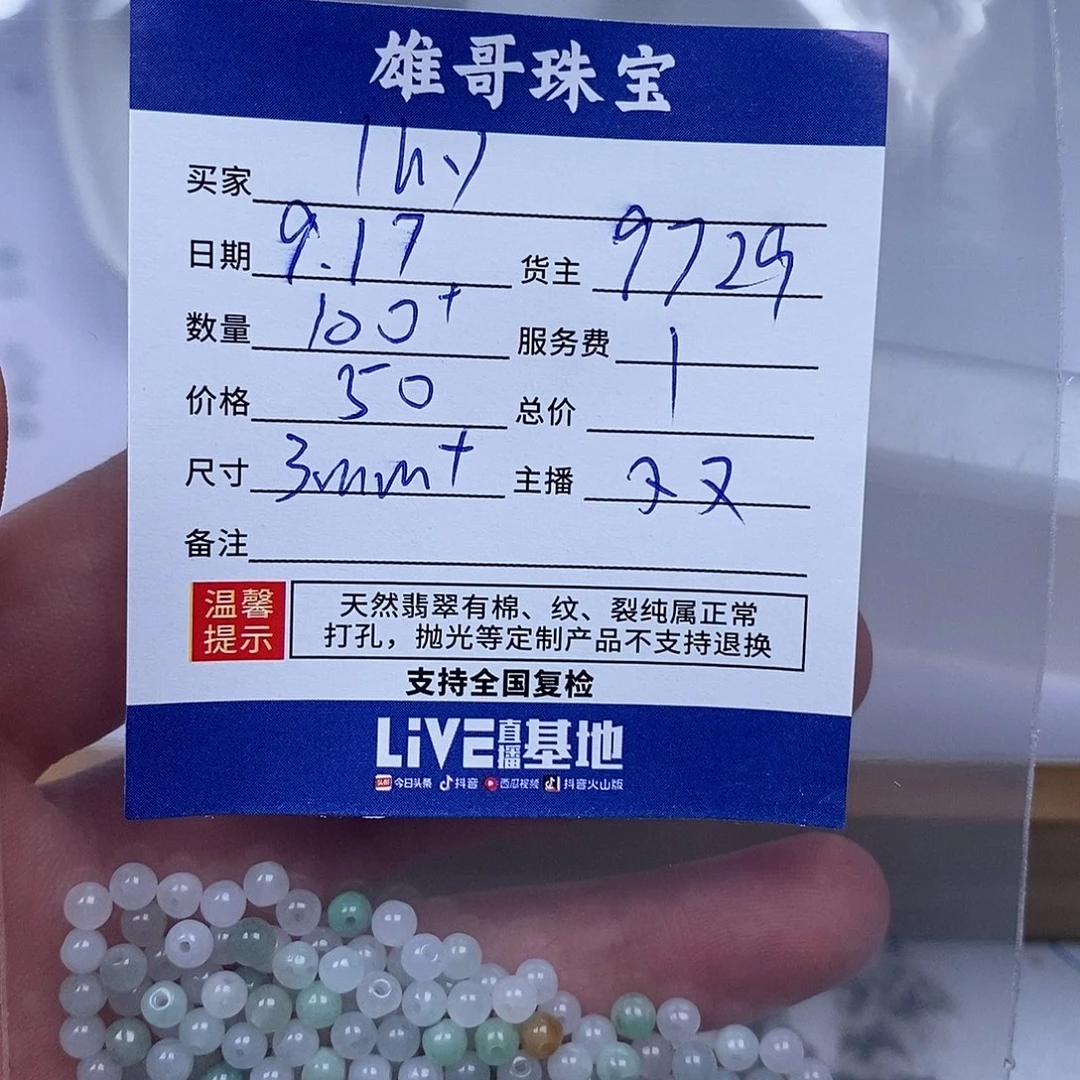 雄哥珠宝
买家 lhy
日期 9.17 货主 9729
数量 100+ 服务费
价格 50 总价
尺寸 3mm+ 主播 又又
备注
温馨提示
天然翡翠有棉、纹、裂纯属正常
打孔，抛光等定制产品不支持退换
支持全国复检
LiVE直播基地
头条 今日头条 抖音 西瓜视频 抖音火山版